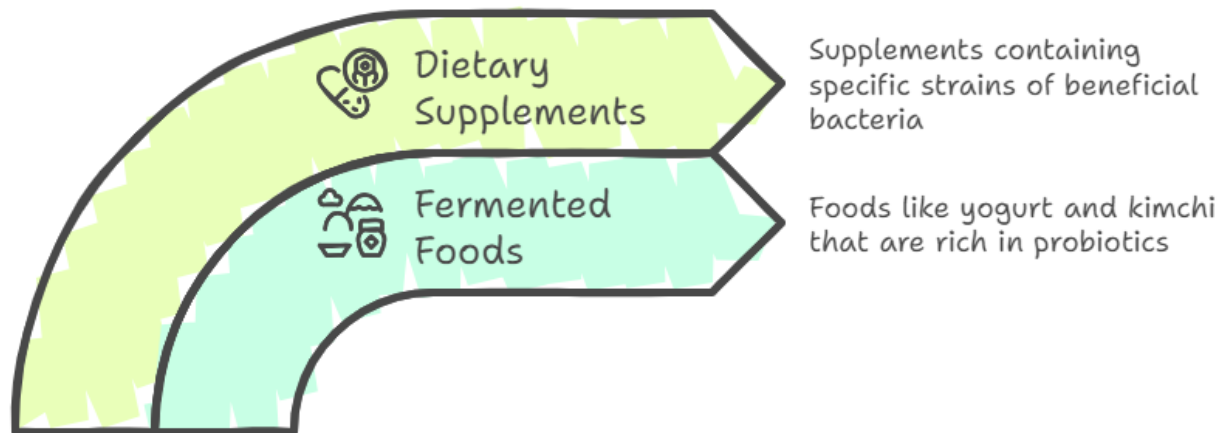 Dietary
Supplements
Supplements containing
specific strains of beneficial
bacteria
Fermented
Foods
Foods like yogurt and kimchi
that are rich in probiotics